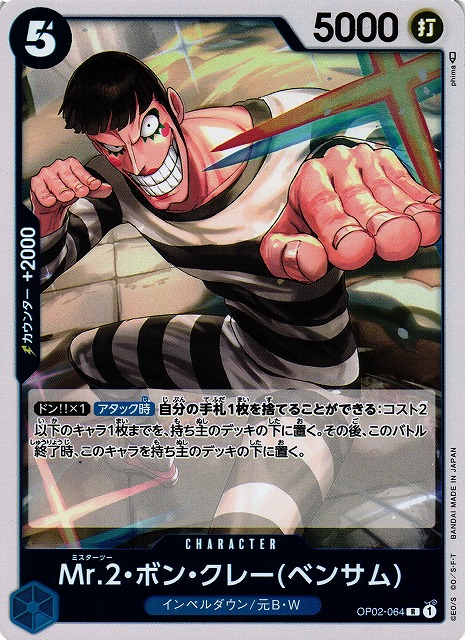 5
5000
打
phima
カウンター +2000
ドン!!×1 アタック時 自分の手札1枚を捨てることができる:コスト2
以下のキャラ1枚までを、持ち主のデッキの下に置く。その後、このバトル
終了時、このキャラを持ち主のデッキの下に置く。
CHARACTER
ミスターツー
Mr.2・ボン・クレー(ベンサム)
インペルダウン/元B・W
OP02-064 R 1
©E.O/S ©O/S・F・T BANDAI MADE IN JAPAN